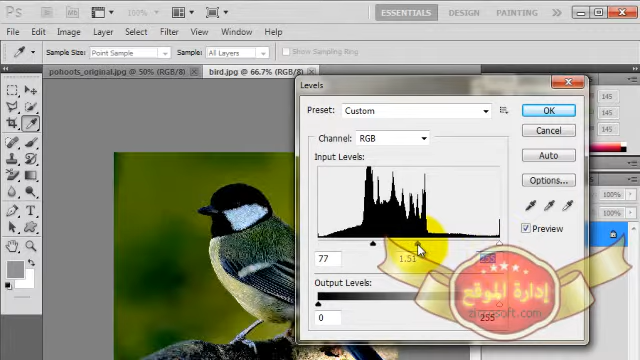 Ps
Mb
100%
ESSENTIALS
DESIGN
PAINTING
File Edit Image Layer Select Filter View Window Help
Sample Size: Point Sample
Sample: All Layers
Show Sampling Ring
pohoots_original.jpg @ 50% (RGB/8)
bird.jpg @ 66.7% (RGB/8)
Levels
Preset: Custom
OK
Channel: RGB
Cancel
Input Levels:
Auto
Options...
Preview
77
1.51
255
Output Levels:
0
255
145
145
145
إدارة الموقع